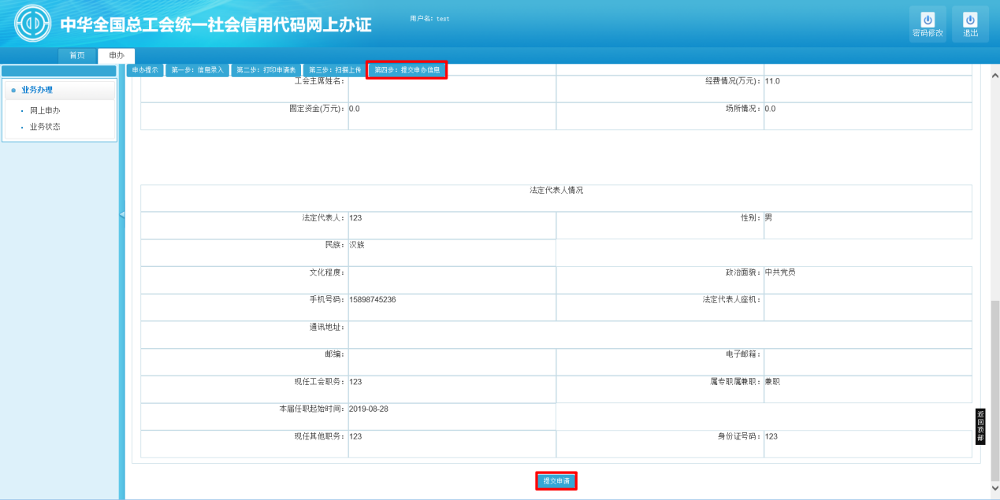 中华全国总工会统一社会信用代码网上办证
用户名: test
密码修改
退出
首页
申办
申办提示
第一步: 信息录入
第二步: 打印申请表
第三步: 扫描上传
第四步: 提交申办信息
业务办理
网上申办
业务状态
工会主席姓名:
经费情况(万元): 11.0
固定资金(万元): 0.0
场所情况: 0.0
法定代表人情况
法定代表人: 123
性别: 男
民族: 汉族
文化程度:
政治面貌: 中共党员
手机号码: 15898745236
法定代表人座机:
通讯地址:
邮编:
电子邮箱:
现任工会职务: 123
属专职属兼职: 兼职
本届任职起始时间: 2019-08-28
现任其他职务: 123
身份证号码: 123
返回顶部
提交申请